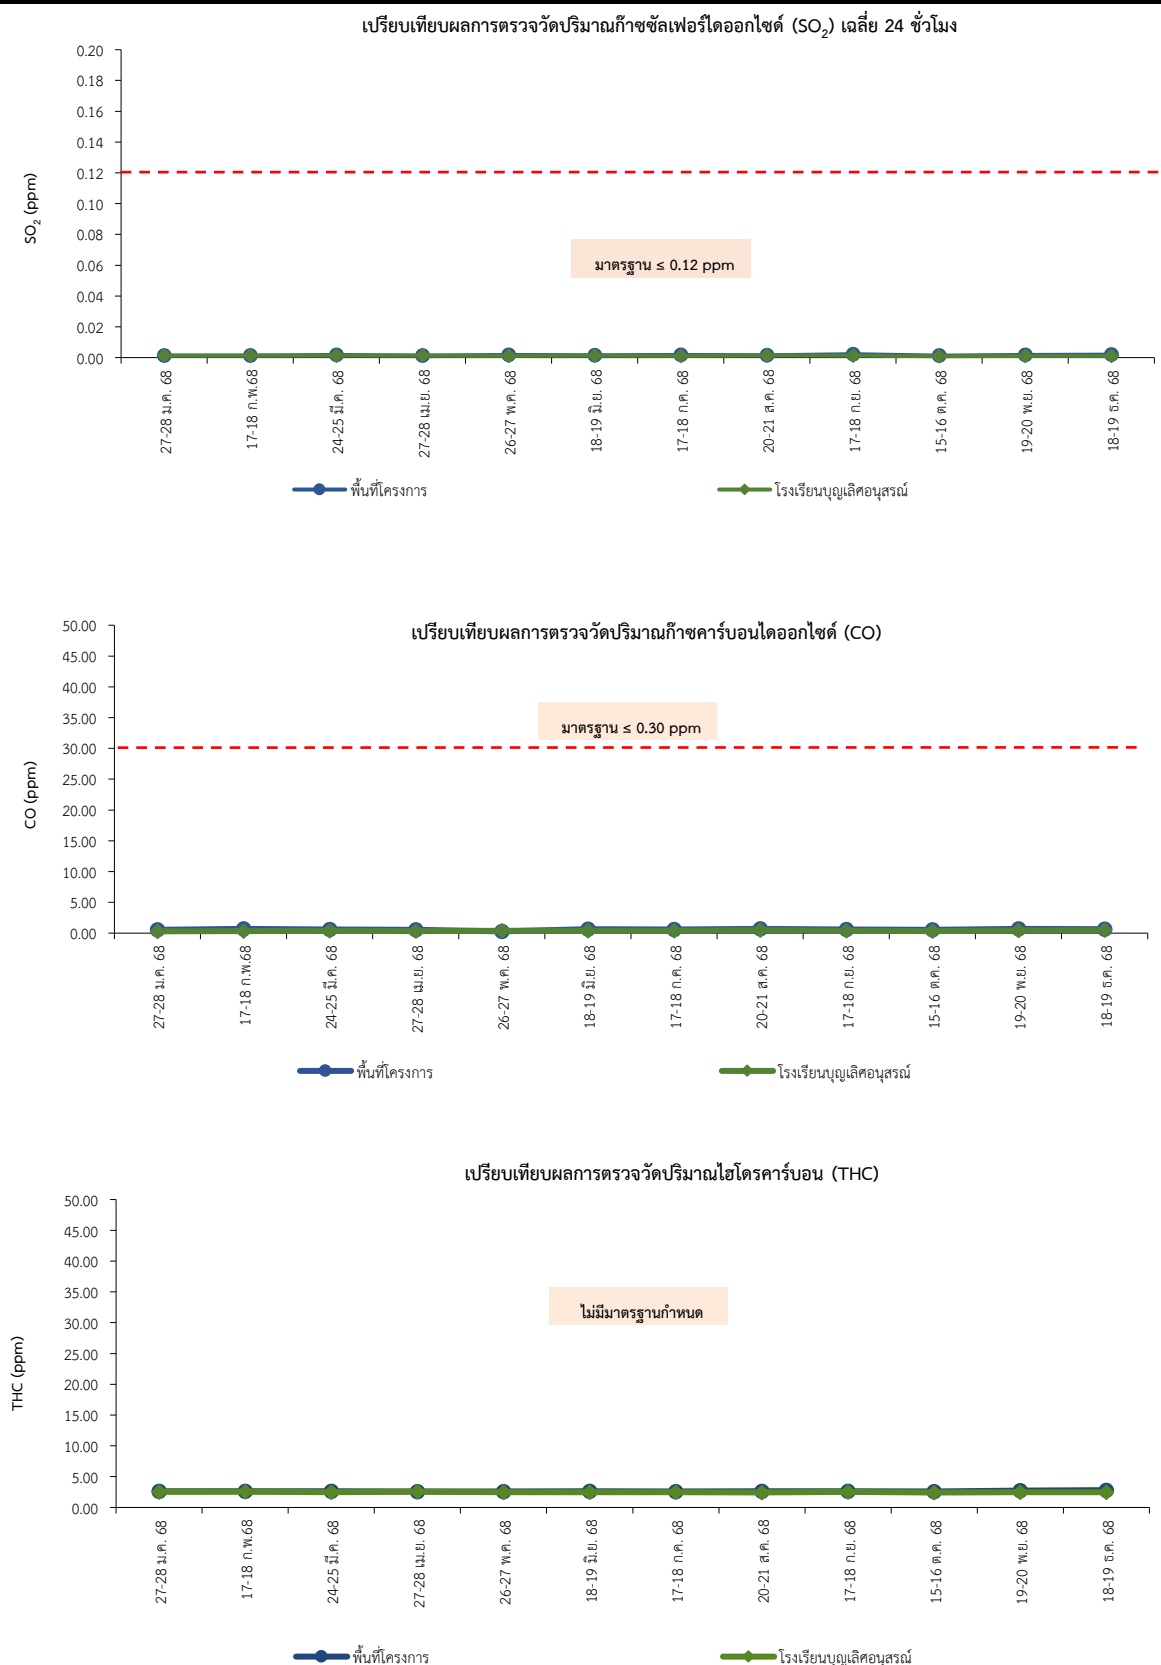 เปรียบเทียบผลการตรวจวัดปริมาณก๊าซซัลเฟอร์ไดออกไซด์ (SO2) เฉลี่ย 24 ชั่วโมง
0.20
0.18
0.16
0.14
0.12
0.10
0.08
0.06
0.04
0.02
0.00
SO2 (ppm)
มาตรฐาน ≤ 0.12 ppm
27-28 ม.ค. 68
17-18 ก.พ.68
24-25 มี.ค. 68
27-28 เม.ย. 68
26-27 พ.ค. 68
18-19 มิ.ย. 68
17-18 ก.ค. 68
20-21 ส.ค. 68
17-18 ก.ย. 68
15-16 ต.ค. 68
19-20 พ.ย. 68
18-19 ธ.ค. 68
พื้นที่โครงการ
โรงเรียนบุญเลิศอนุสรณ์
เปรียบเทียบผลการตรวจวัดปริมาณก๊าซคาร์บอนไดออกไซด์ (CO)
50.00
45.00
40.00
35.00
30.00
25.00
20.00
15.00
10.00
5.00
0.00
CO (ppm)
มาตรฐาน ≤ 0.30 ppm
27-28 ม.ค. 68
17-18 ก.พ.68
24-25 มี.ค. 68
27-28 เม.ย. 68
26-27 พ.ค. 68
18-19 มิ.ย. 68
17-18 ก.ค. 68
20-21 ส.ค. 68
17-18 ก.ย. 68
15-16 ต.ค. 68
19-20 พ.ย. 68
18-19 ธ.ค. 68
พื้นที่โครงการ
โรงเรียนบุญเลิศอนุสรณ์
เปรียบเทียบผลการตรวจวัดปริมาณไฮโดรคาร์บอน (THC)
50.00
45.00
40.00
35.00
30.00
25.00
20.00
15.00
10.00
5.00
0.00
THC (ppm)
ไม่มีมาตรฐานกำหนด
27-28 ม.ค. 68
17-18 ก.พ.68
24-25 มี.ค. 68
27-28 เม.ย. 68
26-27 พ.ค. 68
18-19 มิ.ย. 68
17-18 ก.ค. 68
20-21 ส.ค. 68
17-18 ก.ย. 68
15-16 ต.ค. 68
19-20 พ.ย. 68
18-19 ธ.ค. 68
พื้นที่โครงการ
โรงเรียนบุญเลิศอนุสรณ์